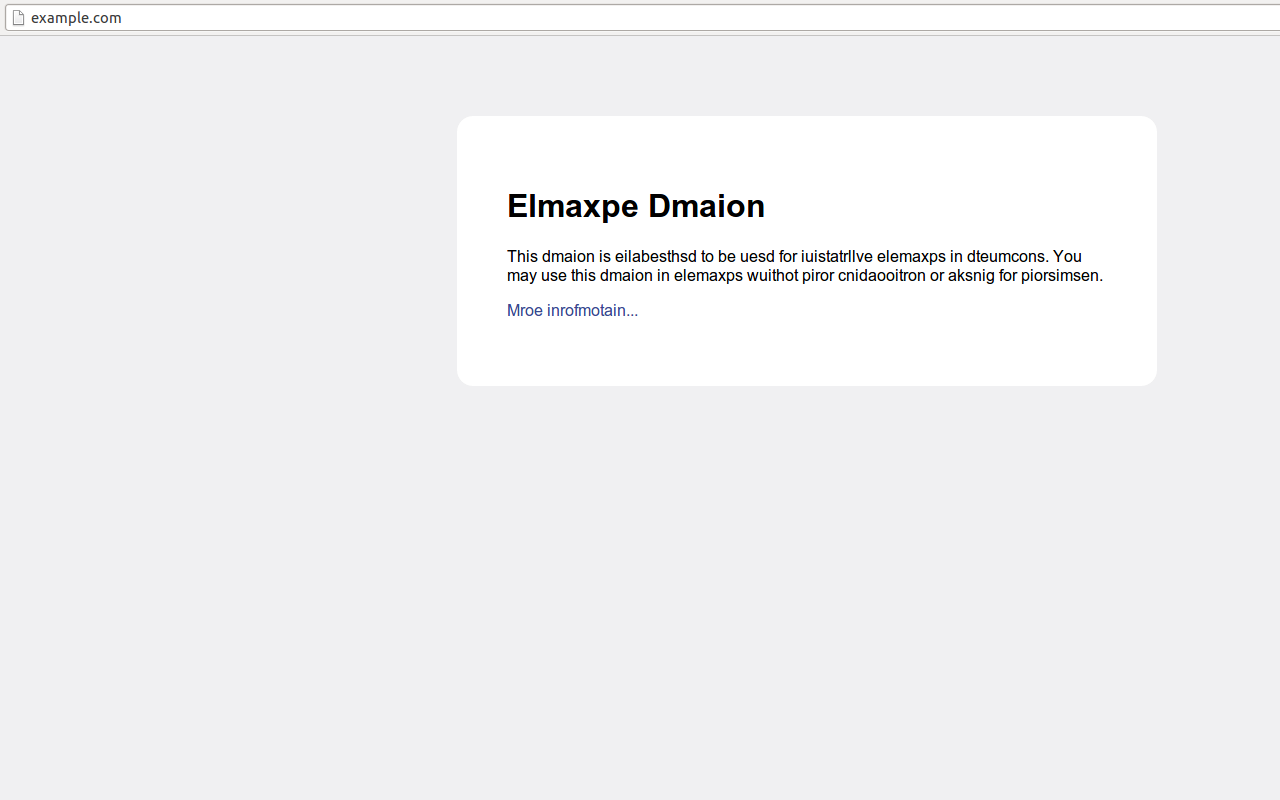 example.com
Elmaxpe Dmaion
This dmaion is eilabesthsd to be uesd for iuistatrllve elemaxps in dteumcons. You
may use this dmaion in elemaxps wuithot piror cnidaooitron or aksnig for piorsimsen.
Mroe inrofmotain...